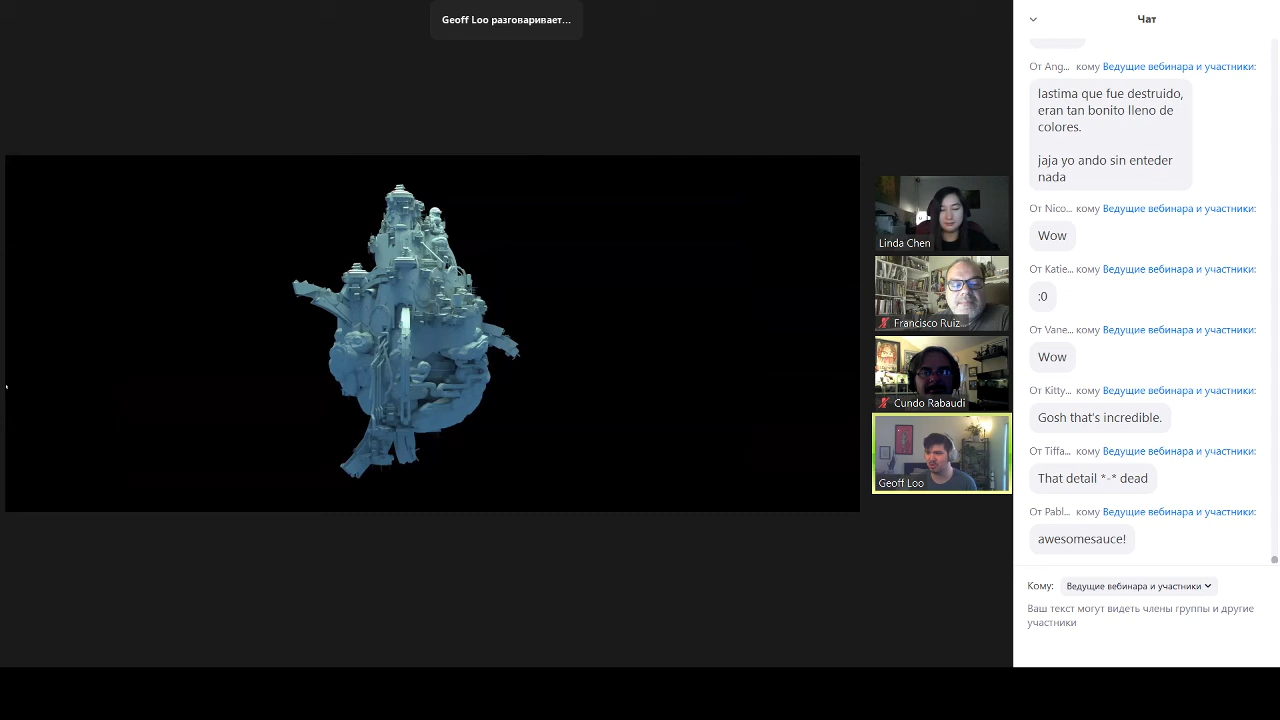 Geoff Loo разговаривает...
Linda Chen
Francisco Ruiz...
Cundo Rabaudi
Geoff Loo
Чат
От Ang... кому Ведущие вебинара и участники:
lastima que fue destruido,
eran tan bonito lleno de
colores.
jaja yo ando sin enteder
nada
От Nico... кому Ведущие вебинара и участники:
Wow
От Katie... кому Ведущие вебинара и участники:
:0
От Vane... кому Ведущие вебинара и участники:
Wow
От Kitty... кому Ведущие вебинара и участники:
Gosh that's incredible.
От Tiffa... кому Ведущие вебинара и участники:
That detail *-* dead
От Pabl... кому Ведущие вебинара и участники:
awesomesauce!
Кому: Ведущие вебинара и участники
Ваш текст могут видеть члены группы и другие
участники